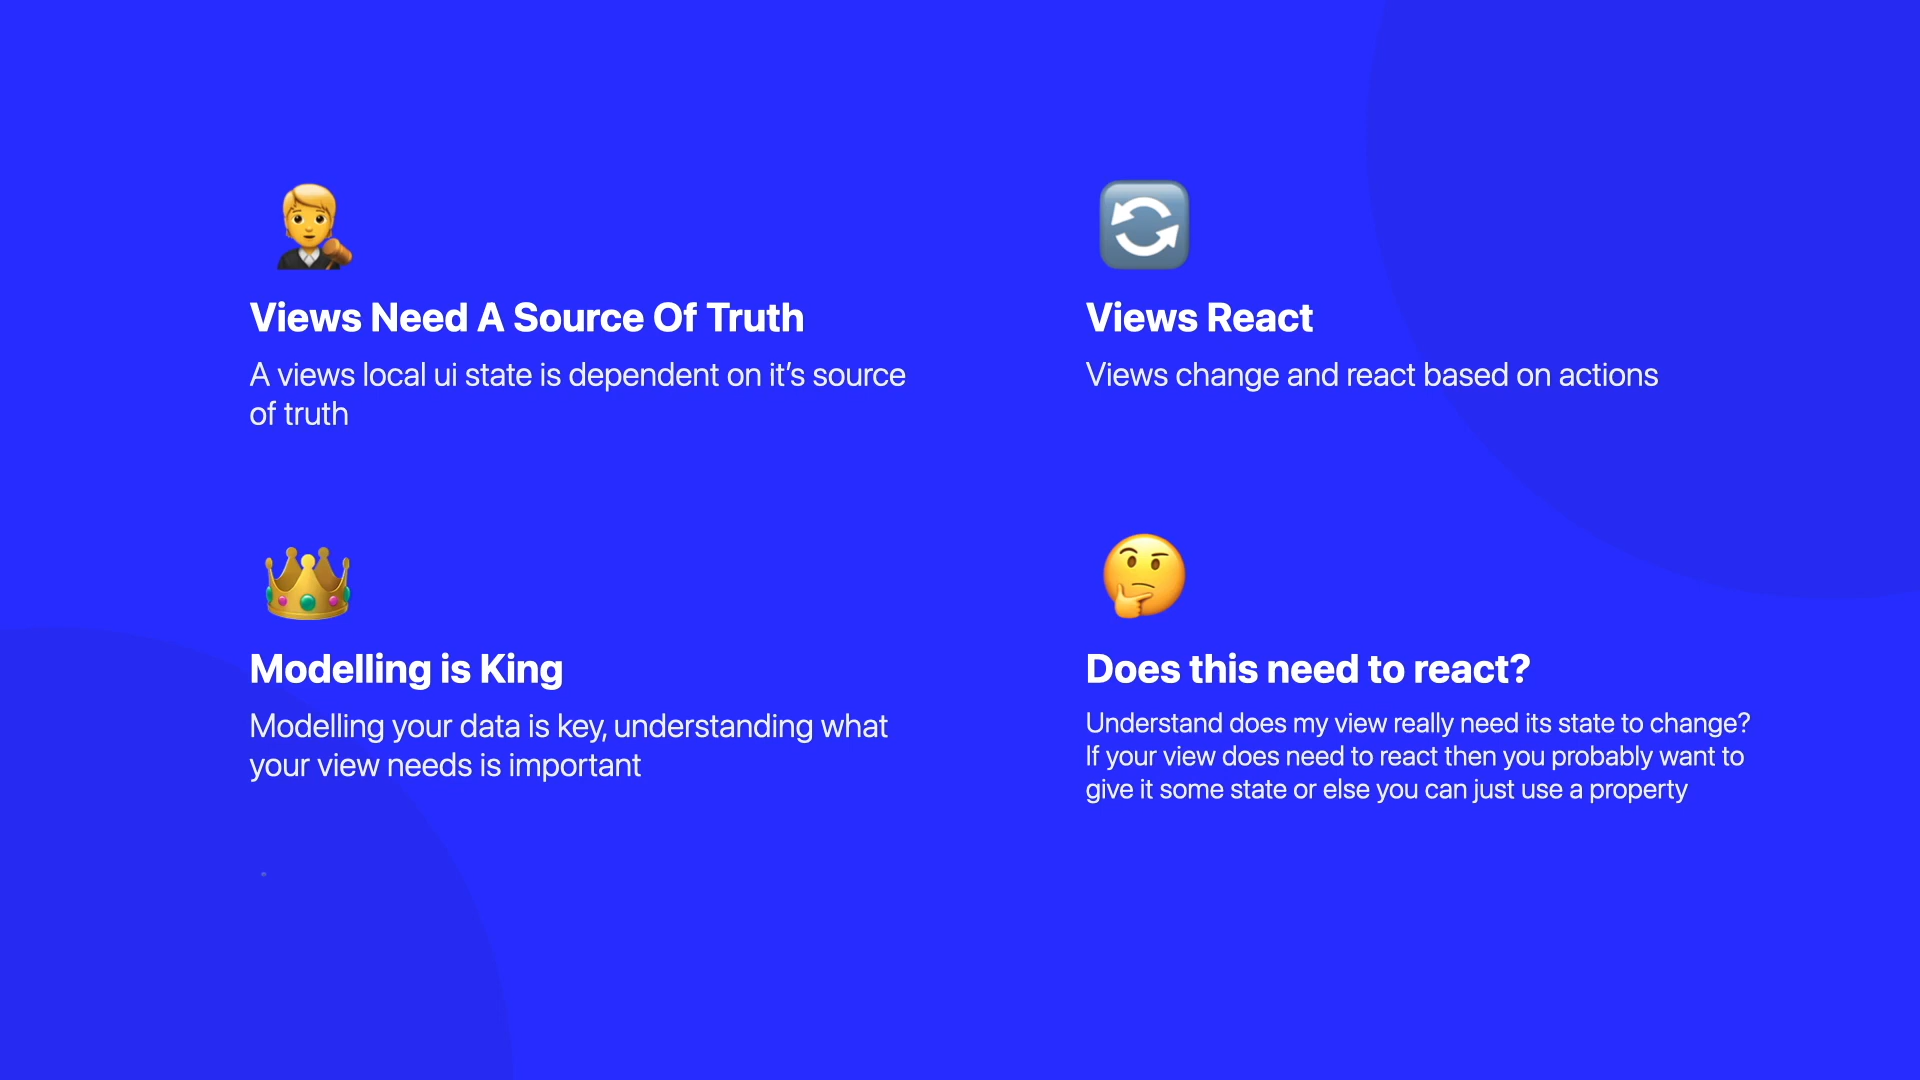 Views Need A Source Of Truth
A views local ui state is dependent on it’s source
of truth
Views React
Views change and react based on actions
Modelling is King
Modelling your data is key, understanding what
your view needs is important
Does this need to react?
Understand does my view really need its state to change?
If your view does need to react then you probably want to
give it some state or else you can just use a property